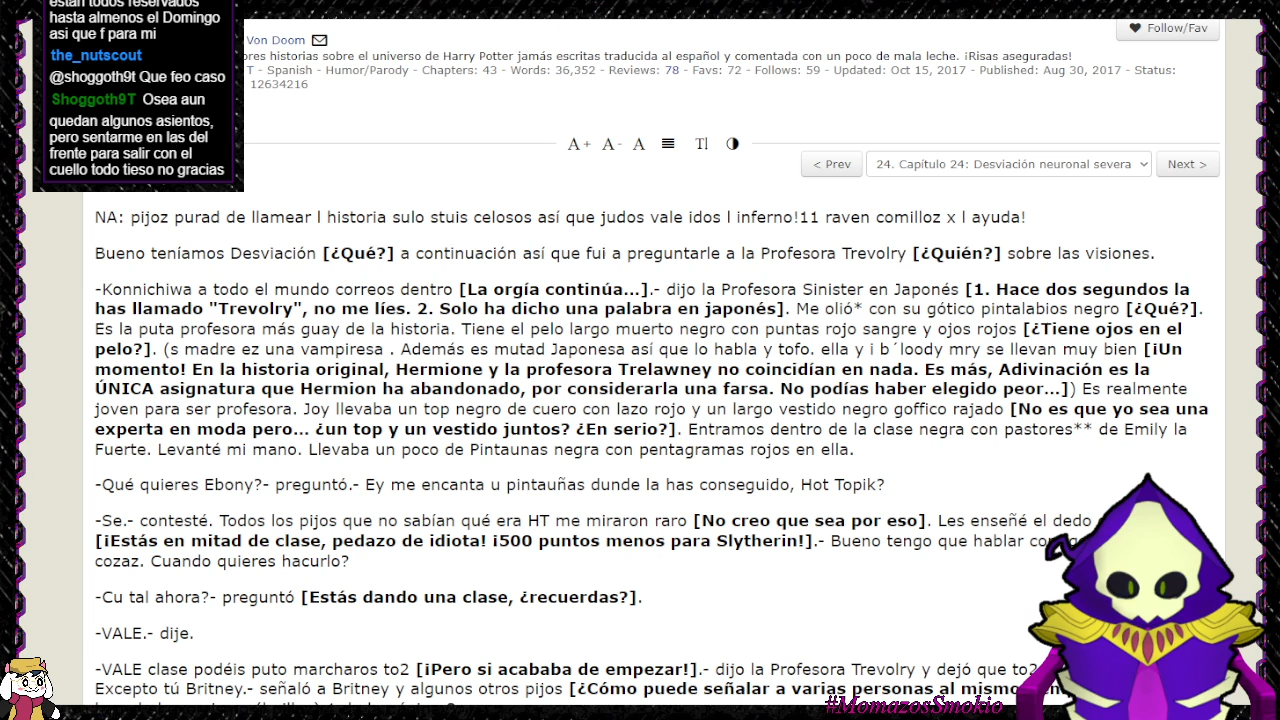 están todos reservados
hasta almenos el Domingo
asi que f para mi
the_nutscout
@shoggoth9t Que feo caso
Shoggoth9T Osea aun
quedan algunos asientos,
pero sentarme en las del
frente para salir con el
cuello todo tieso no gracias
Follow/Fav
Von Doom
ores historias sobre el universo de Harry Potter jamás escritas traducida al español y comentada con un poco de mala leche. ¡Risas aseguradas!
T - Spanish - Humor/Parody - Chapters: 43 - Words: 36,352 - Reviews: 78 - Favs: 72 - Follows: 59 - Updated: Oct 15, 2017 - Published: Aug 30, 2017 - Status:
12634216
A+ A- A
< Prev 24. Capítulo 24: Desviación neuronal severa Next >
NA: pijoz purad de llamear l historia sulo stuis celosos así que judos vale idos l inferno!11 raven comilloz x l ayuda!
Bueno teníamos Desviación [¿Qué?] a continuación así que fui a preguntarle a la Profesora Trevolry [¿Quién?] sobre las visiones.
-Konnichiwa a todo el mundo correos dentro [La orgía continúa...].- dijo la Profesora Sinister en Japonés [1. Hace dos segundos la
has llamado "Trevolry", no me líes. 2. Solo ha dicho una palabra en japonés]. Me olió* con su gótico pintalabios negro [¿Qué?].
Es la puta profesora más guay de la historia. Tiene el pelo largo muerto negro con puntas rojo sangre y ojos rojos [¿Tiene ojos en el
pelo?]. (s madre ez una vampiresa . Además es mutad Japonesa así que lo habla y tofo. ella y i b´loody mry se llevan muy bien [¡Un
momento! En la historia original, Hermione y la profesora Trelawney no coincidían en nada. Es más, Adivinación es la
ÚNICA asignatura que Hermion ha abandonado, por considerarla una farsa. No podías haber elegido peor...]) Es realmente
joven para ser profesora. Joy llevaba un top negro de cuero con lazo rojo y un largo vestido negro goffico rajado [No es que yo sea una
experta en moda pero... ¿un top y un vestido juntos? ¿En serio?]. Entramos dentro de la clase negra con pastores** de Emily la
Fuerte. Levanté mi mano. Llevaba un poco de Pintaunas negra con pentagramas rojos en ella.
-Qué quieres Ebony?- preguntó.- Ey me encanta u pintauñas dunde la has conseguido, Hot Topik?
-Se.- contesté. Todos los pijos que no sabían qué era HT me miraron raro [No creo que sea por eso]. Les enseñé el dedo
[¡Estás en mitad de clase, pedazo de idiota! ¡500 puntos menos para Slytherin!].- Bueno tengo que hablar
cozaz. Cuando quieres hacurlo?
-Cu tal ahora?- preguntó [Estás dando una clase, ¿recuerdas?].
-VALE.- dije.
-VALE clase podéis puto marcharos to2 [¡Pero si acababa de empezar!].- dijo la Profesora Trevolry y dejó que to2
Excepto tú Britney.- señaló a Britney y algunos otros pijos [¿Cómo puede señalar a varias personas al mismo
#MomazosSmokio